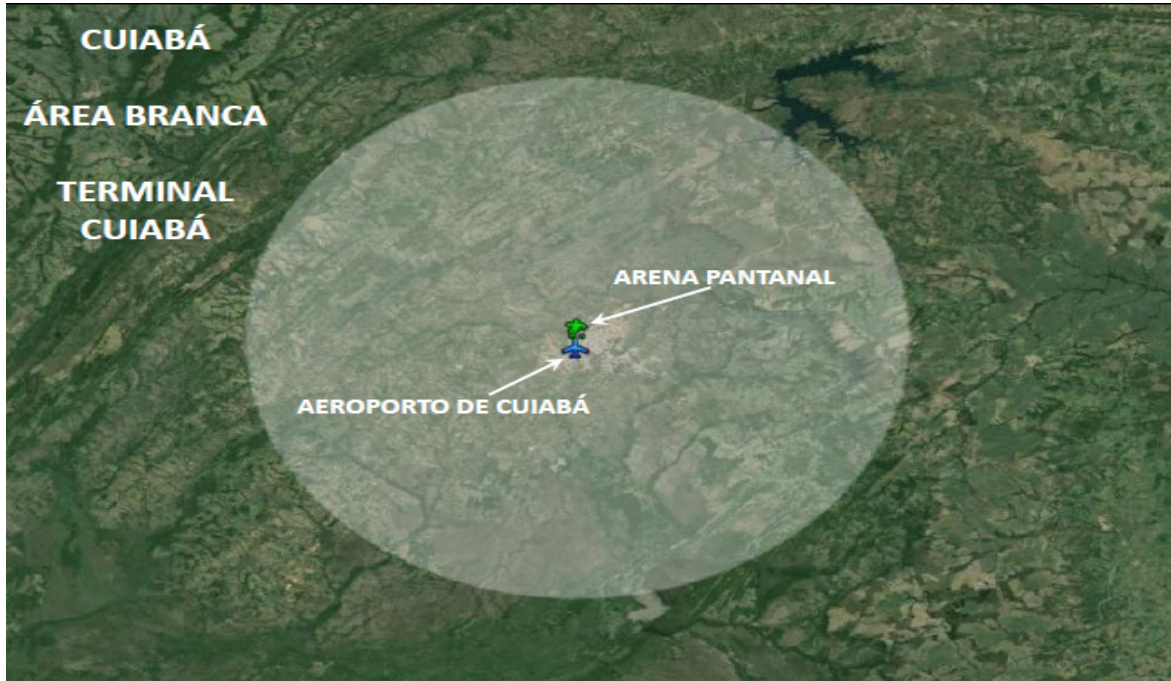 CUIABÁ
ÁREA BRANCA
TERMINAL
CUIABÁ
ARENA PANTANAL
AEROPORTO DE CUIABÁ